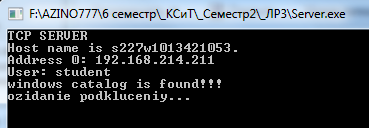 F:\AZINO777\6 семестр\_КСиТ\_Семестр2\_ЛР3\Server.exe
TCP SERVER
Host name is s227w1013421053.
Address 0: 192.168.214.211
User: student
windows catalog is found!!!
ozidanie podkluceniy...